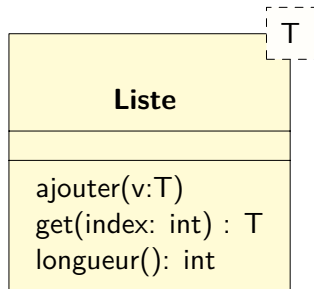 T
Liste
ajouter(v:T)
get(index: int) : T
longueur(): int